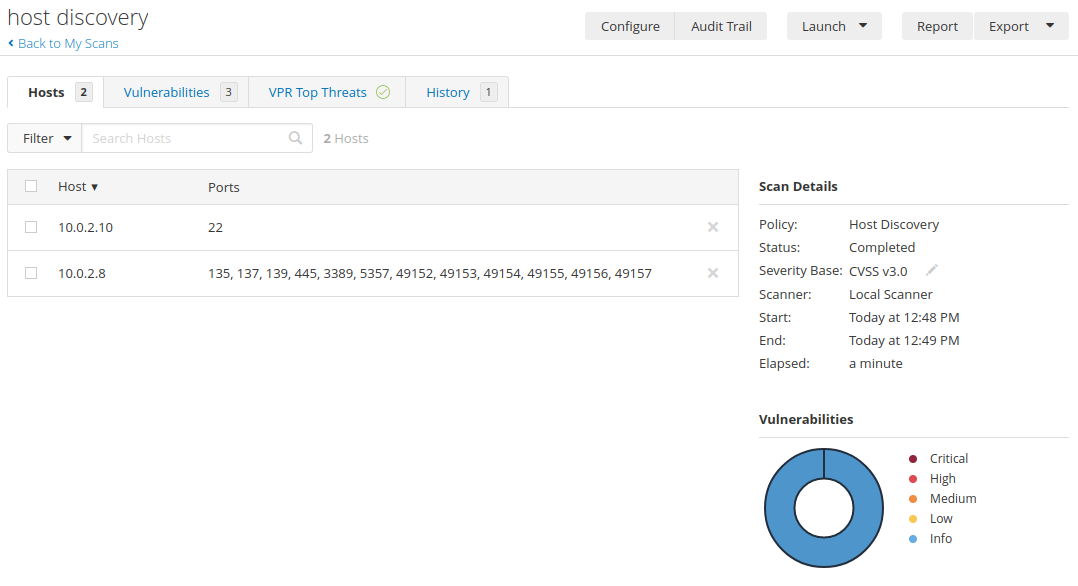 host discovery
Back to My Scans
Configure Audit Trail Launch Report Export
Hosts 2 Vulnerabilities 3 VPR Top Threats History 1
Filter Search Hosts 2 Hosts
Host Ports
10.0.2.10 22
10.0.2.8 135, 137, 139, 445, 3389, 5357, 49152, 49153, 49154, 49155, 49156, 49157
Scan Details
Policy: Host Discovery
Status: Completed
Severity Base: CVSS v3.0
Scanner: Local Scanner
Start: Today at 12:48 PM
End: Today at 12:49 PM
Elapsed: a minute
Vulnerabilities
Critical
High
Medium
Low
Info